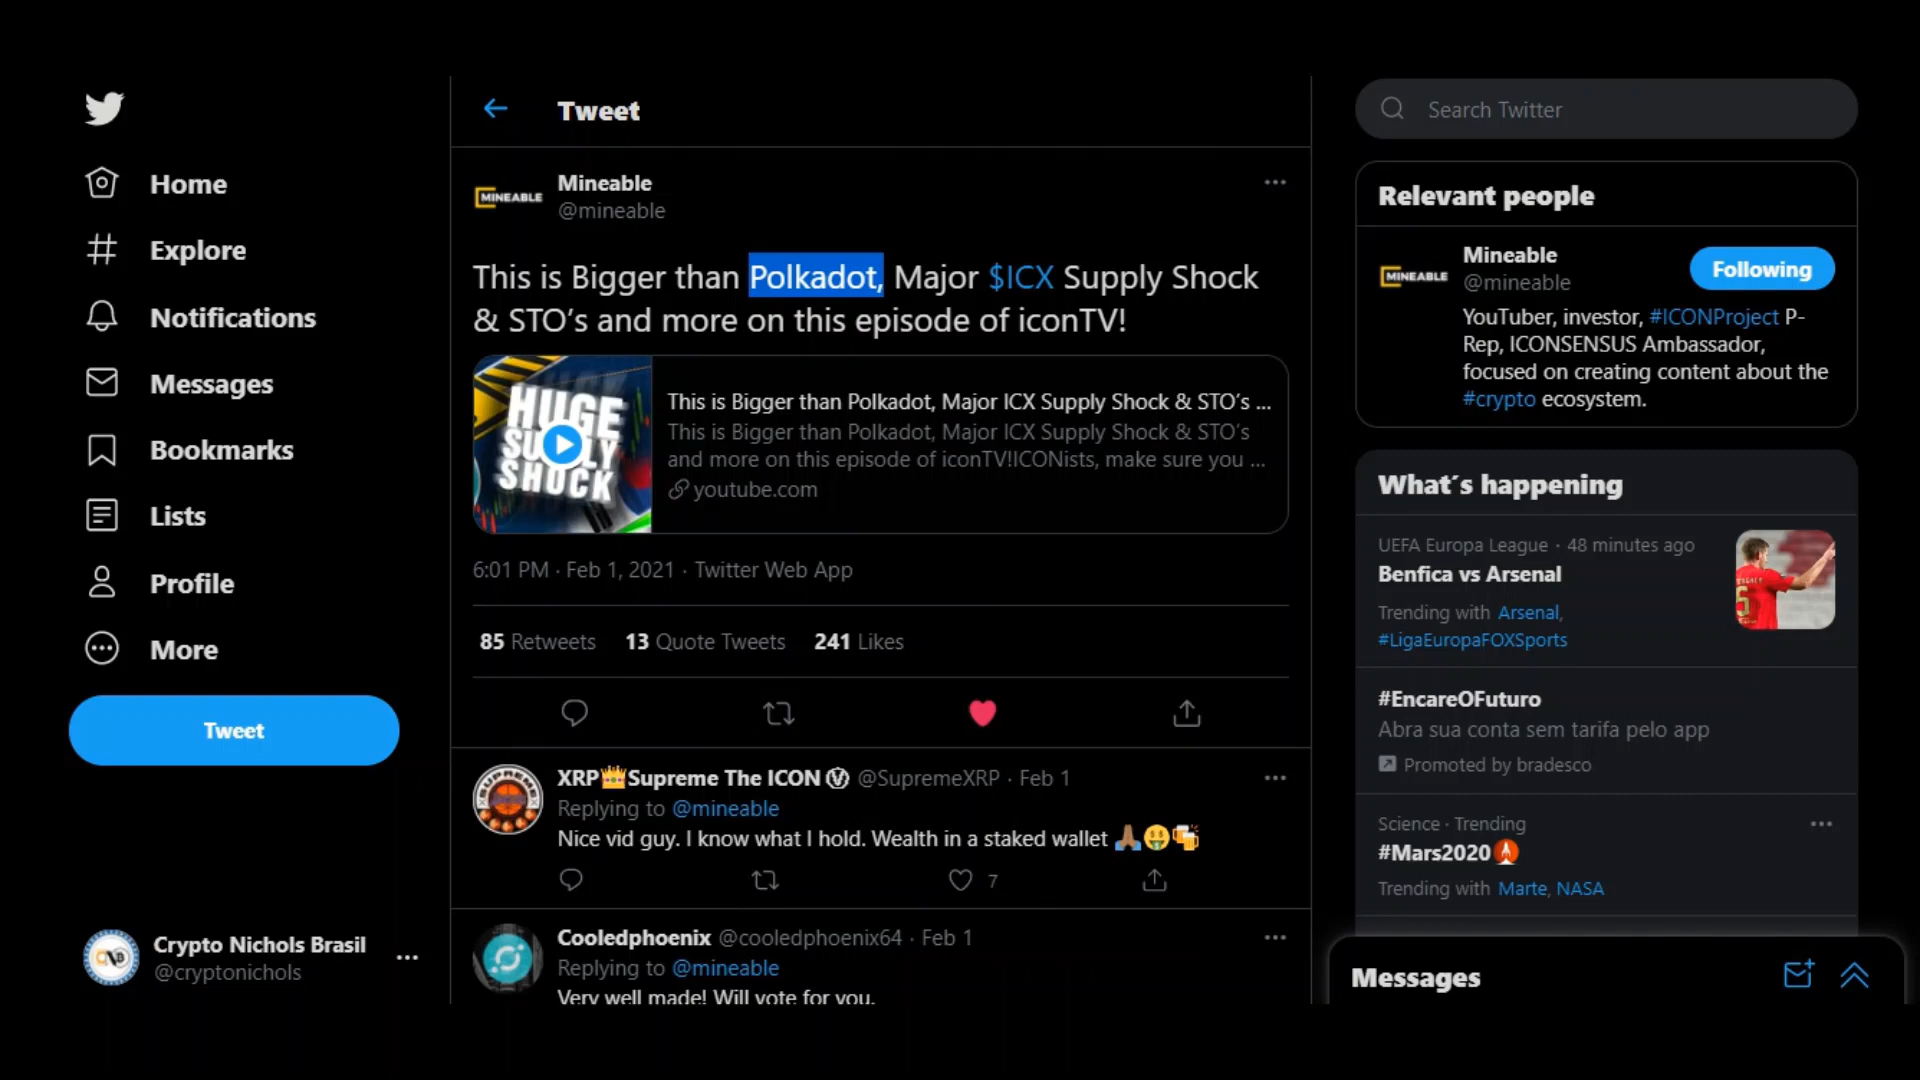 Home
Explore
Notifications
Messages
Bookmarks
Lists
Profile
More
Tweet
Crypto Nichols Brasil
@cryptonichols
Tweet
MINEABLE
Mineable
@mineable
This is Bigger than Polkadot, Major $ICX Supply Shock
& STO's and more on this episode of iconTV!
HUGE
SUPPLY
SHOCK
This is Bigger than Polkadot, Major ICX Supply Shock & STO's ...
This is Bigger than Polkadot, Major ICX Supply Shock & STO's
and more on this episode of iconTV!ICONists, make sure you ...
youtube.com
6:01 PM · Feb 1, 2021 · Twitter Web App
85 Retweets 13 Quote Tweets 241 Likes
SUPREME
XRP👑Supreme The ICON Ⓥ @SupremeXRP · Feb 1
Replying to @mineable
Nice vid guy. I know what I hold. Wealth in a staked wallet 🙏🏾🤑🍻
7
Cooledphoenix @cooledphoenix64 · Feb 1
Replying to @mineable
Very well made! Will vote for you.
Search Twitter
Relevant people
MINEABLE
Mineable
@mineable
Following
YouTuber, investor, #ICONProject P-
Rep, ICONSENSUS Ambassador,
focused on creating content about the
#crypto ecosystem.
What´s happening
UEFA Europa League · 48 minutes ago
Benfica vs Arsenal
Trending with Arsenal,
#LigaEuropaFOXSports
#EncareOFuturo
Abra sua conta sem tarifa pelo app
Promoted by bradesco
Science · Trending
#Mars2020
Trending with Marte, NASA
Messages